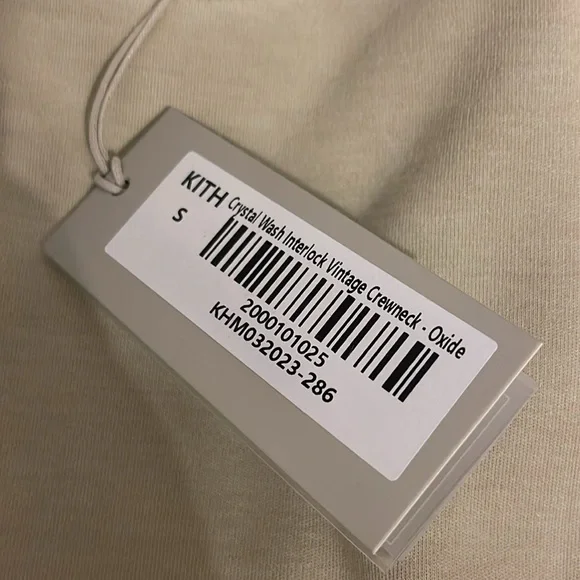 KITH Crystal Wash Interlock Vintage Crewneck - Oxide
S
2000101025
KHM032023-286